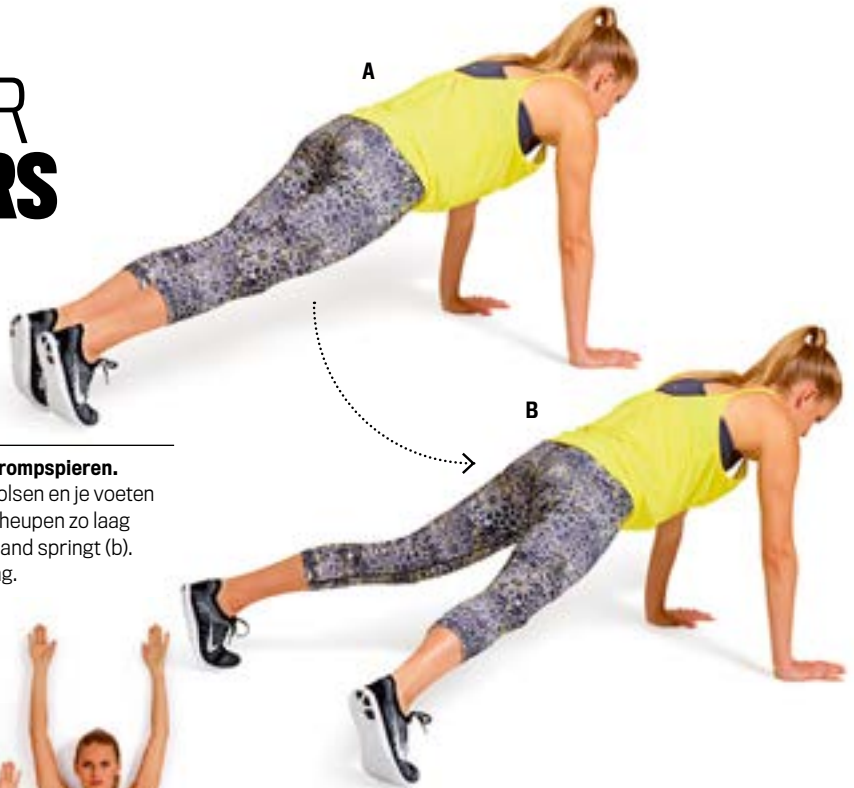 R
RS
A
B
rompspieren.
olsen en je voeten
heupen zo laag
and springt (b).